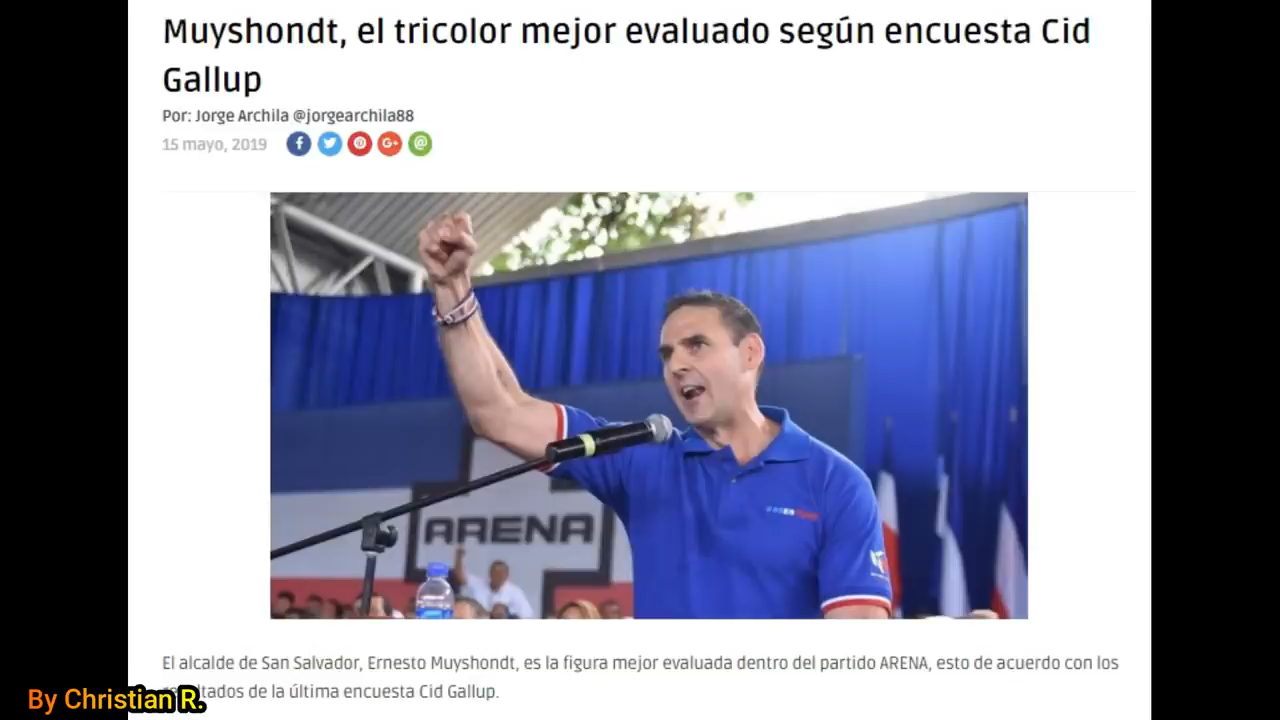 Muyshondt, el tricolor mejor evaluado según encuesta Cid
Gallup
Por: Jorge Archila @jorgearchila88
15 mayo, 2019
ARENA
El alcalde de San Salvador, Ernesto Muyshondt, es la figura mejor evaluada dentro del partido ARENA, esto de acuerdo con los
de la última encuesta Cid Gallup.
By Christian R.